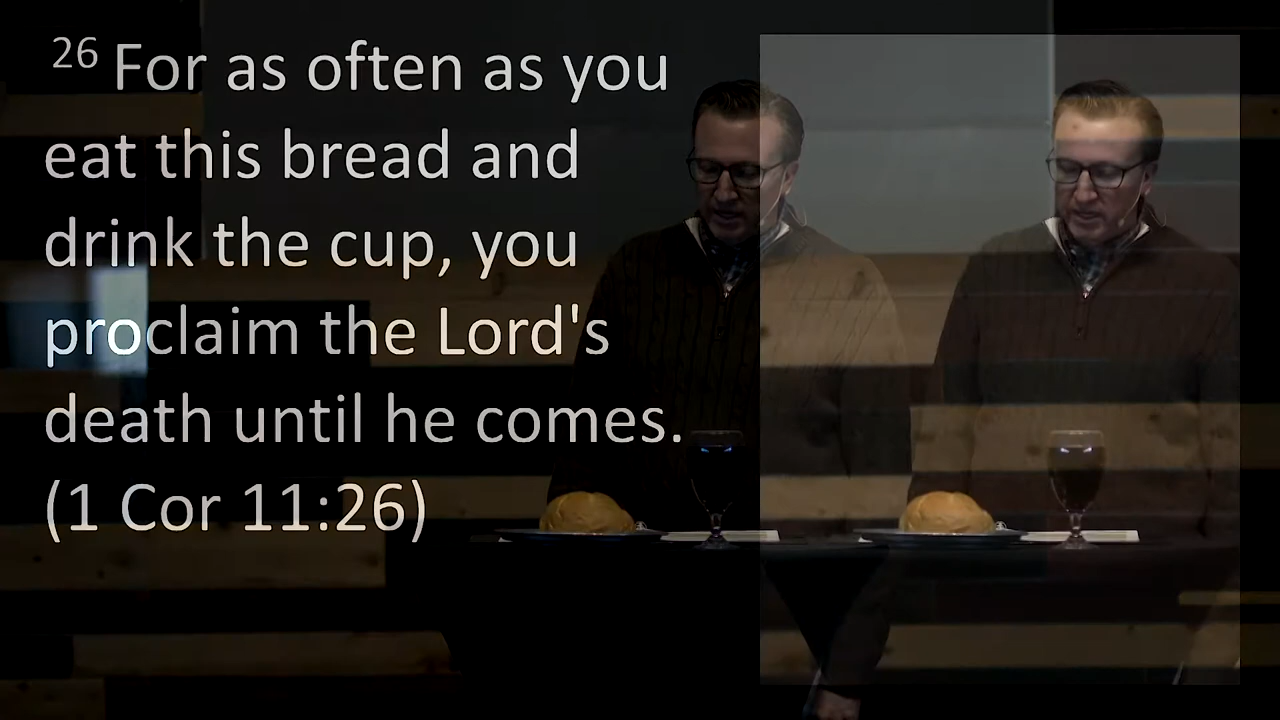 26 For as often as you
eat this bread and
drink the cup, you
proclaim the Lord's
death until he comes.
(1 Cor 11:26)